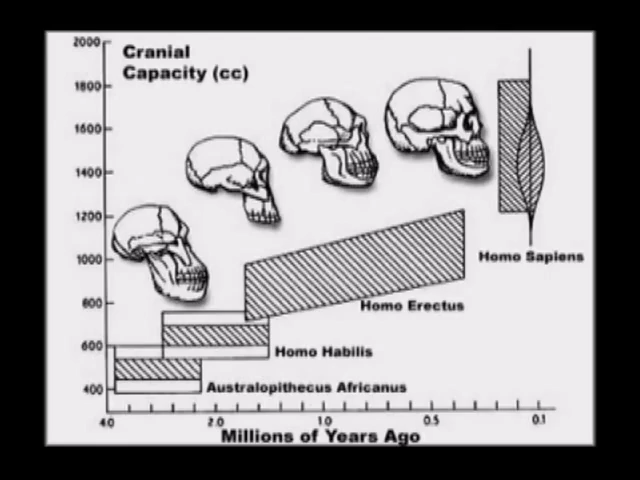 Cranial
Capacity (cc)
2000
1800
1600
1400
1200
1000
800
600
400
Homo Sapiens
Homo Erectus
Homo Habilis
Australopithecus Africanus
4.0 2.0 1.0 0.5 0.1
Millions of Years Ago